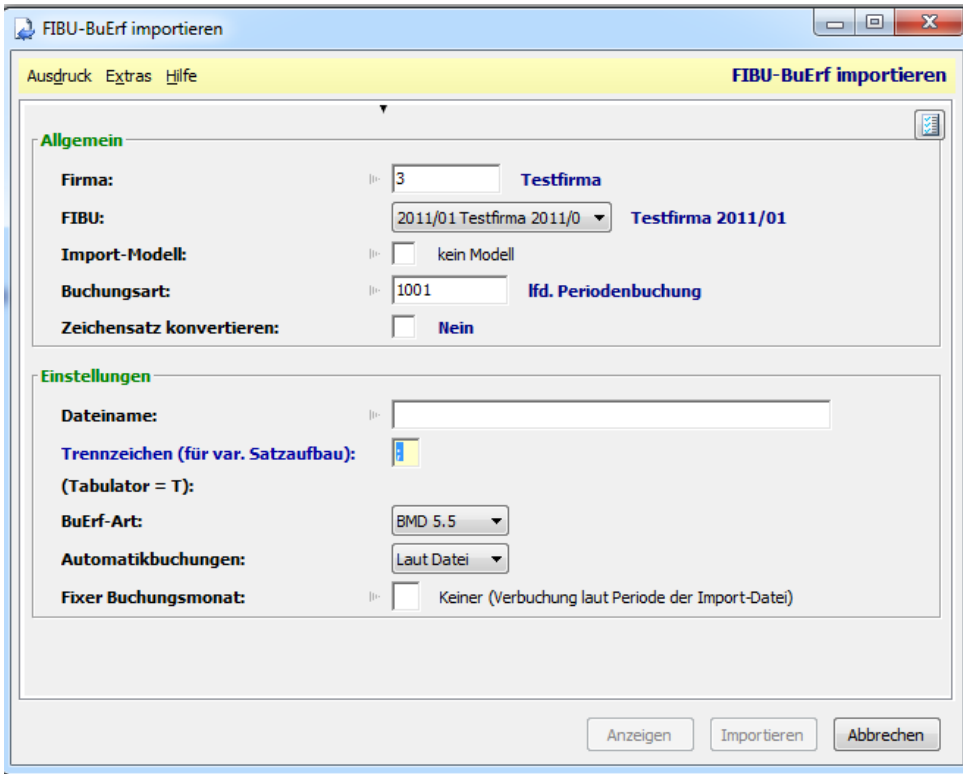 FIBU-BuErf importieren
Ausdruck Extras Hilfe FIBU-BuErf importieren
Allgemein
Firma: 3 Testfirma
FIBU: 2011/01 Testfirma 2011/0 Testfirma 2011/01
Import-Modell: kein Modell
Buchungsart: 1001 lfd. Periodenbuchung
Zeichensatz konvertieren: Nein
Einstellungen
Dateiname:
Trennzeichen (für var. Satzaufbau): ;
(Tabulator = T):
BuErf-Art: BMD 5.5
Automatikbuchungen: Laut Datei
Fixer Buchungsmonat: Keiner (Verbuchung laut Periode der Import-Datei)
Anzeigen Importieren Abbrechen